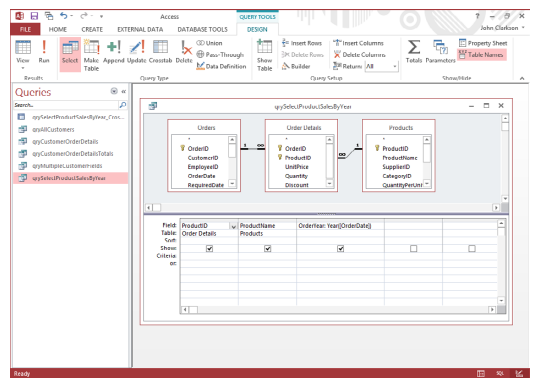 Access
QUERY TOOLS
FILE HOME CREATE EXTERNAL DATA DATABASE TOOLS DESIGN
John Clarkson
View Run Select Make Table Append Update Crosstab Delete
Union
Pass-Through
Data Definition
Show Table
Insert Rows
Delete Rows
Builder
Insert Columns
Delete Columns
Return: All
Totals Parameters
Property Sheet
Table Names
Results Query Type Query Setup Show/Hide
Queries
Search..
qrySelectProductSalesByYear_Cros...
qryAllCustomers
qryCustomerOrderDetails
qryCustomerOrderDetailsTotals
qryMultipleCustomerFields
qrySelectProductSalesByYear
qrySelectProductSalesByYear
Orders
*
OrderID
CustomerID
EmployeeID
OrderDate
RequiredDate
1 ∞
Order Details
*
OrderID
ProductID
UnitPrice
Quantity
Discount
∞ 1
Products
*
ProductID
ProductName
SupplierID
CategoryID
QuantityPerUnit
Field: ProductID ProductName OrderYear: Year([OrderDate])
Table: Order Details Products
Sort:
Show:
Criteria:
or:
Ready
SQL